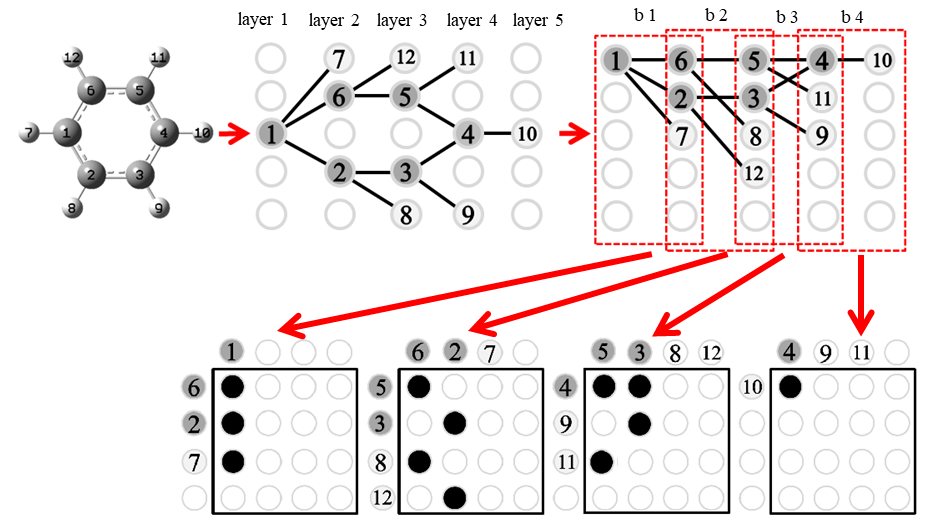 layer 1 layer 2 layer 3 layer 4 layer 5
b 1 b 2 b 3 b 4
12 11
6 5
7 1 4 10
2 3
8 9
7 12 11
6 5
1 4 10
2 3
8 9
1 6 5 4 10
2 3 11
7 8 9
12
1
6
2
7
6 2 7
5
3
8
12
5 3 8 12
4
9
11
4 9 11
10